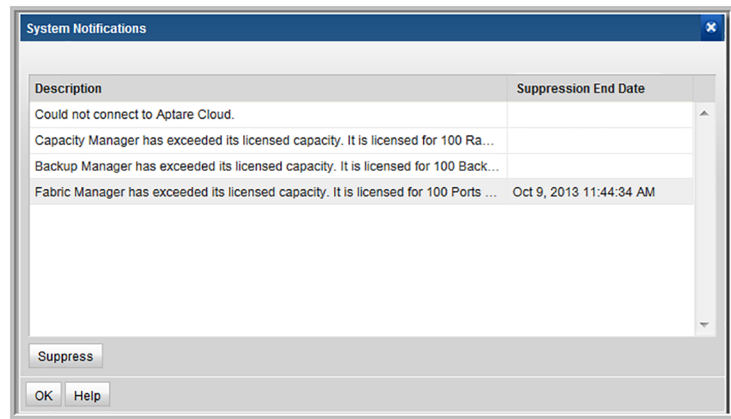 System Notifications
Description Suppression End Date
Could not connect to Aptare Cloud.
Capacity Manager has exceeded its licensed capacity. It is licensed for 100 Ra...
Backup Manager has exceeded its licensed capacity. It is licensed for 100 Back...
Fabric Manager has exceeded its licensed capacity. It is licensed for 100 Ports ... Oct 9, 2013 11:44:34 AM
Suppress
OK Help